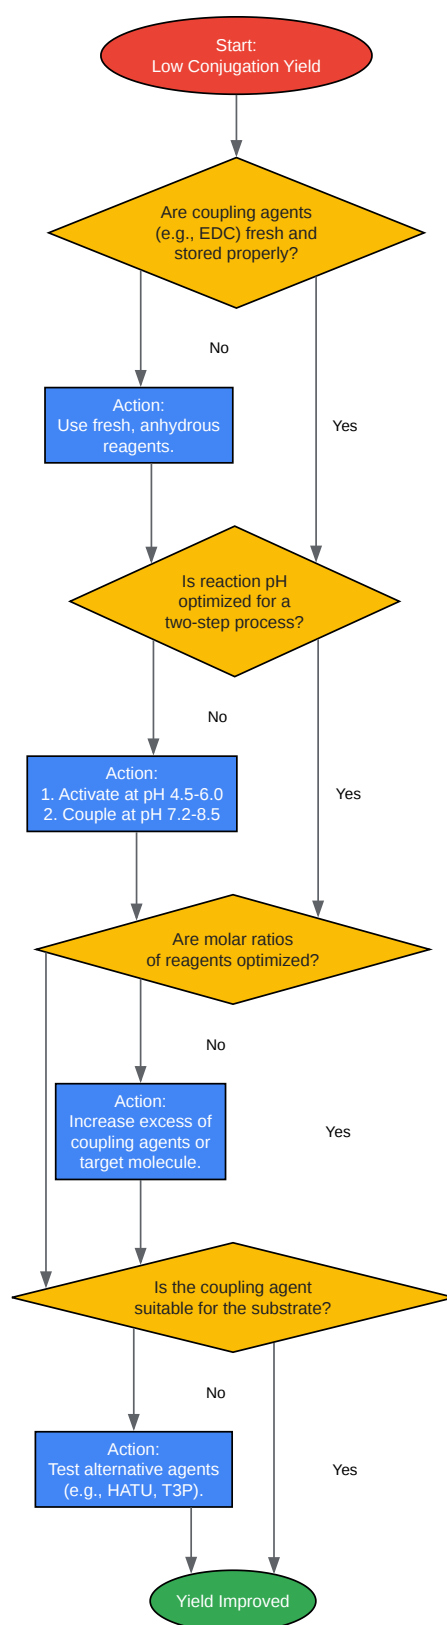 Start:
Low Conjugation Yield
Are coupling agents
(e.g., EDC) fresh and
stored properly?
No
Action:
Use fresh, anhydrous
reagents.
Yes
Is reaction pH
optimized for a
two-step process?
No
Action:
1. Activate at pH 4.5-6.0
2. Couple at pH 7.2-8.5
Yes
Are molar ratios
of reagents optimized?
No
Action:
Increase excess of
coupling agents or
target molecule.
Yes
Is the coupling agent
suitable for the substrate?
No
Action:
Test alternative agents
(e.g., HATU, T3P).
Yes
Yield Improved